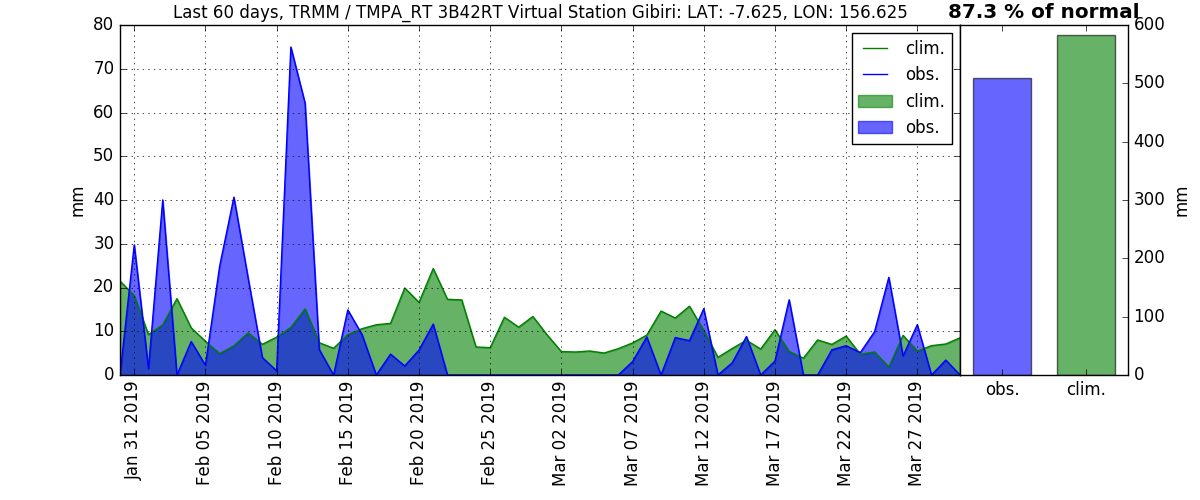 Last 60 days, TRMM / TMPA_RT 3B42RT Virtual Station Gibiri: LAT: -7.625, LON: 156.625
87.3 % of normal
80
70
60
50
40
30
20
10
0
mm
clim.
obs.
clim.
obs.
600
500
400
300
200
100
0
mm
obs.
clim.
Jan 31 2019
Feb 05 2019
Feb 10 2019
Feb 15 2019
Feb 20 2019
Feb 25 2019
Mar 02 2019
Mar 07 2019
Mar 12 2019
Mar 17 2019
Mar 22 2019
Mar 27 2019